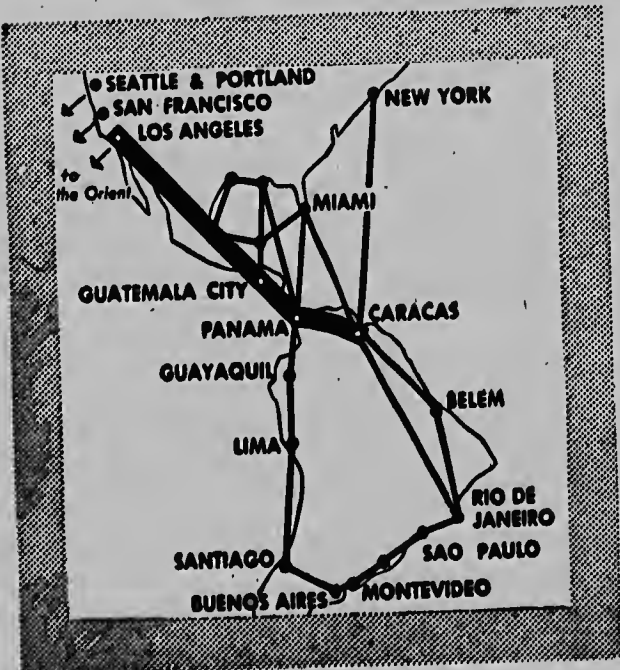 SEATTLE & PORTLAND
SAN FRANCISCO
LOS ANGELES
to
the Orient
NEW YORK
MIAMI
GUATEMALA CITY
PANAMA
CARACAS
GUAYAQUIL
BELEM
LIMA
RIO DE
JANEIRO
SANTIAGO
SAO PAULO
BUENOS AIRES
MONTEVIDEO